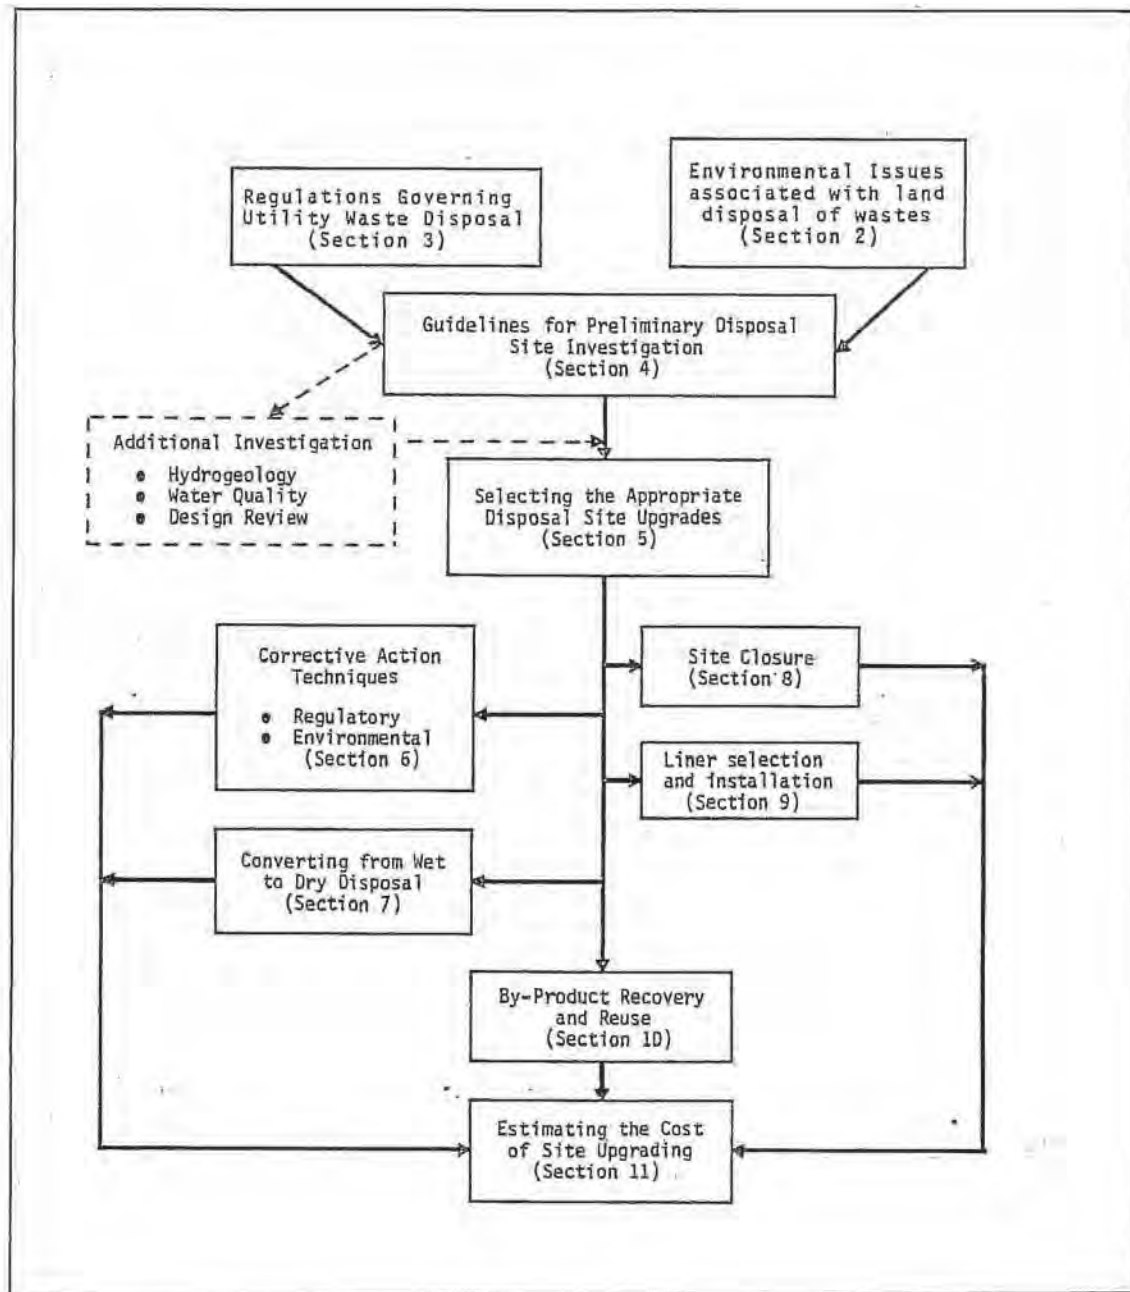 Regulations Governing
Utility Waste Disposal
(Section 3)
Environmental Issues
associated with land
disposal of wastes
(Section 2)
Guidelines for Preliminary Disposal
Site Investigation
(Section 4)
Additional Investigation
● Hydrogeology
● Water Quality
● Design Review
Selecting the Appropriate
Disposal Site Upgrades
(Section 5)
Corrective Action
Techniques
● Regulatory
● Environmental
(Section 6)
Site Closure
(Section 8)
Liner selection
and installation
(Section 9)
Converting from Wet
to Dry Disposal
(Section 7)
By-Product Recovery
and Reuse
(Section 10)
Estimating the Cost
of Site Upgrading
(Section 11)